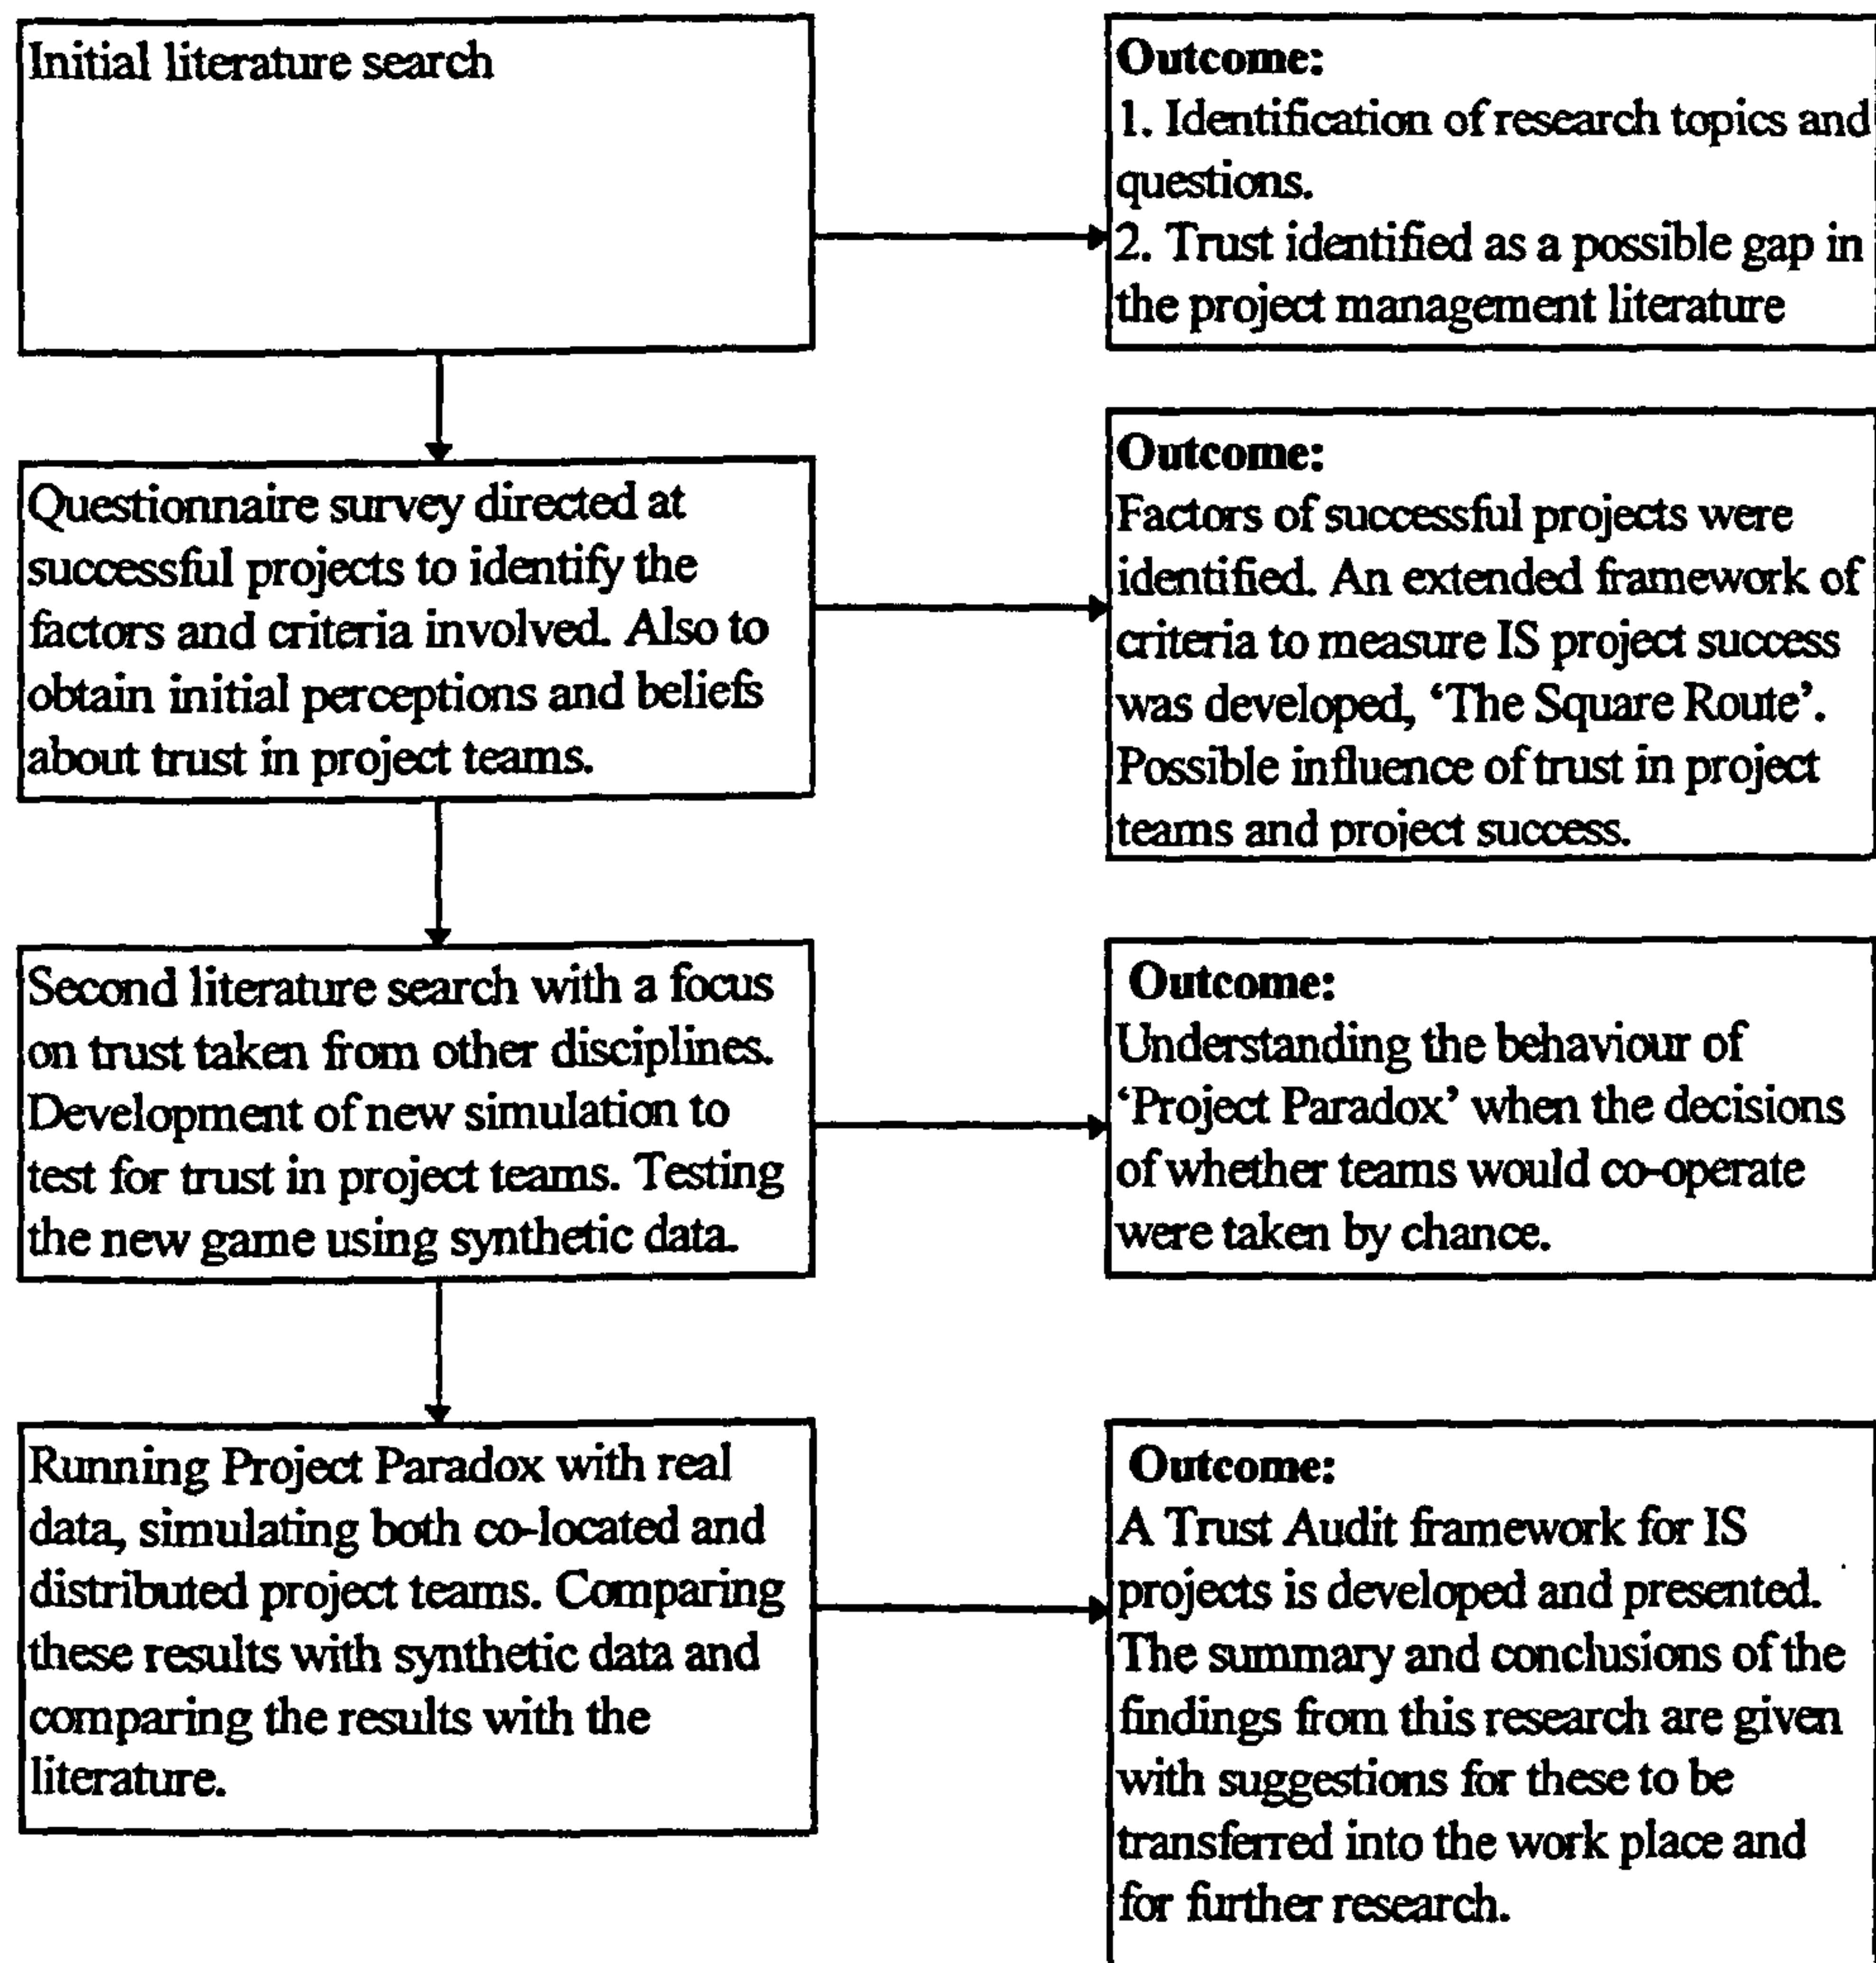 Initial literature search
Outcome:
1. Identification of research topics and
questions.
2. Trust identified as a possible gap in
the project management literature
Questionnaire survey directed at
successful projects to identify the
factors and criteria involved. Also to
obtain initial perceptions and beliefs
about trust in project teams.
Outcome:
Factors of successful projects were
identified. An extended framework of
criteria to measure IS project success
was developed, ‘The Square Route’.
Possible influence of trust in project
teams and project success.
Second literature search with a focus
on trust taken from other disciplines.
Development of new simulation to
test for trust in project teams. Testing
the new game using synthetic data.
Outcome:
Understanding the behaviour of
‘Project Paradox’ when the decisions
of whether teams would co-operate
were taken by chance.
Running Project Paradox with real
data, simulating both co-located and
distributed project teams. Comparing
these results with synthetic data and
comparing the results with the
literature.
Outcome:
A Trust Audit framework for IS
projects is developed and presented.
The summary and conclusions of the
findings from this research are given
with suggestions for these to be
transferred into the work place and
for further research.